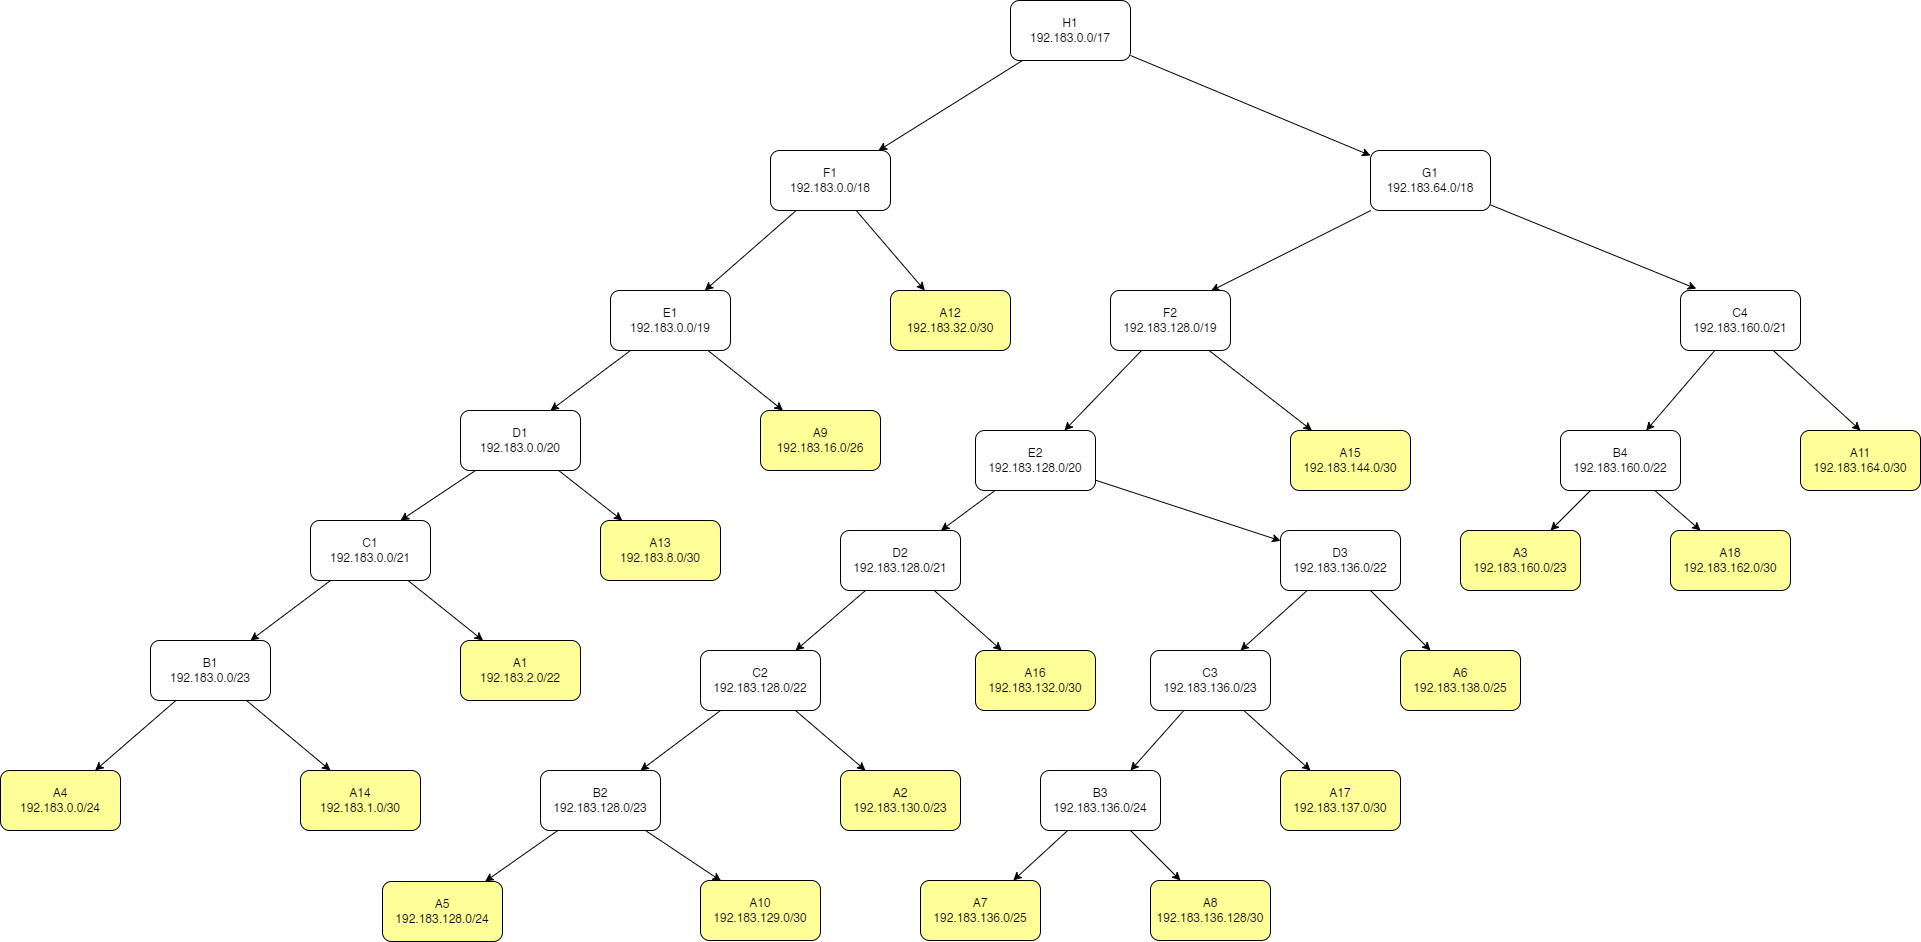 H1
192.183.0.0/17
F1
192.183.0.0/18
G1
192.183.64.0/18
E1
192.183.0.0/19
A12
192.183.32.0/30
F2
192.183.128.0/19
C4
192.183.160.0/21
D1
192.183.0.0/20
A9
192.183.16.0/26
E2
192.183.128.0/20
A15
192.183.144.0/30
B4
192.183.160.0/22
A11
192.183.164.0/30
C1
192.183.0.0/21
A13
192.183.8.0/30
D2
192.183.128.0/21
D3
192.183.136.0/22
A3
192.183.160.0/23
A18
192.183.162.0/30
B1
192.183.0.0/23
A1
192.183.2.0/22
C2
192.183.128.0/22
A16
192.183.132.0/30
C3
192.183.136.0/23
A6
192.183.138.0/25
A4
192.183.0.0/24
A14
192.183.1.0/30
B2
192.183.128.0/23
A2
192.183.130.0/23
B3
192.183.136.0/24
A17
192.183.137.0/30
A5
192.183.128.0/24
A10
192.183.129.0/30
A7
192.183.136.0/25
A8
192.183.136.128/30